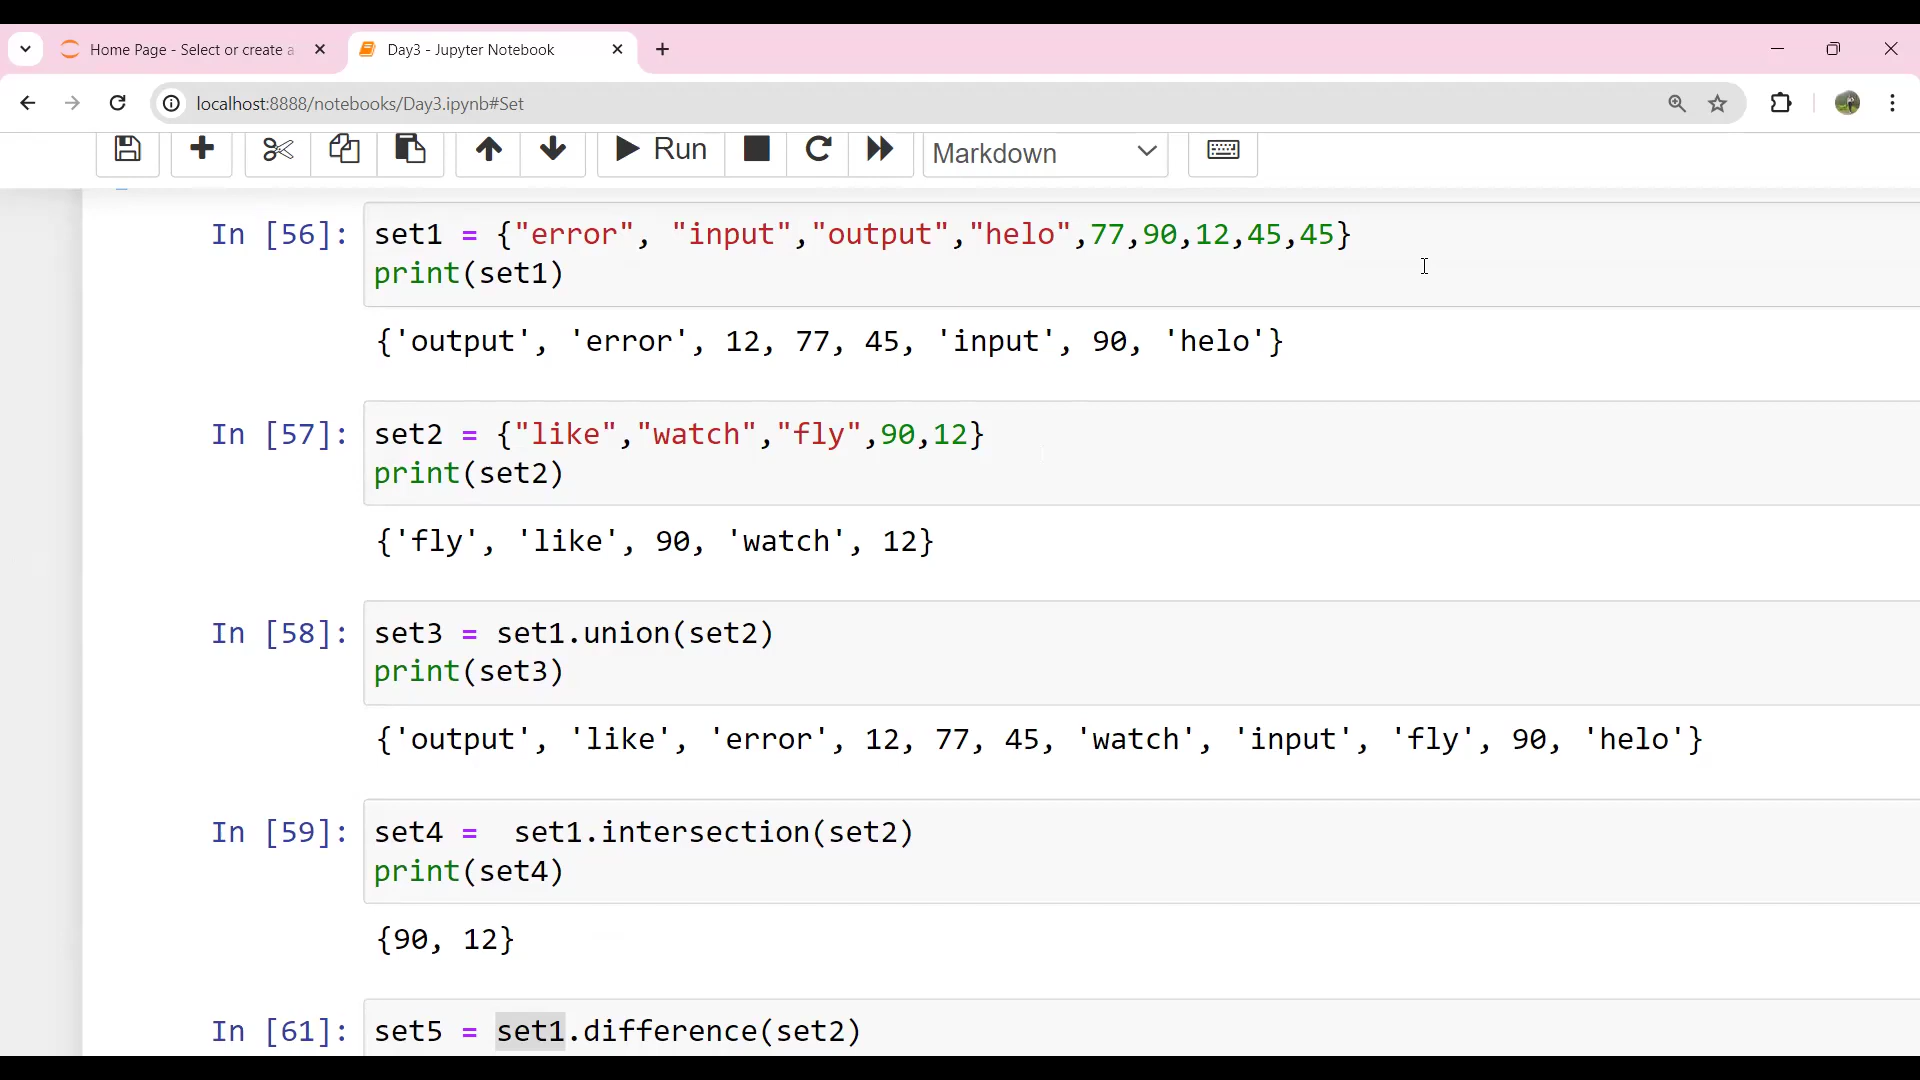 Home Page - Select or create a
Day3 - Jupyter Notebook
localhost:8888/notebooks/Day3.ipynb#Set
Run
Markdown
In [56]: set1 = {"error", "input","output","helo",77,90,12,45,45}
print(set1)
{'output', 'error', 12, 77, 45, 'input', 90, 'helo'}
In [57]: set2 = {"like","watch","fly",90,12}
print(set2)
{'fly', 'like', 90, 'watch', 12}
In [58]: set3 = set1.union(set2)
print(set3)
{'output', 'like', 'error', 12, 77, 45, 'watch', 'input', 'fly', 90, 'helo'}
In [59]: set4 =  set1.intersection(set2)
print(set4)
{90, 12}
In [61]: set5 = set1.difference(set2)